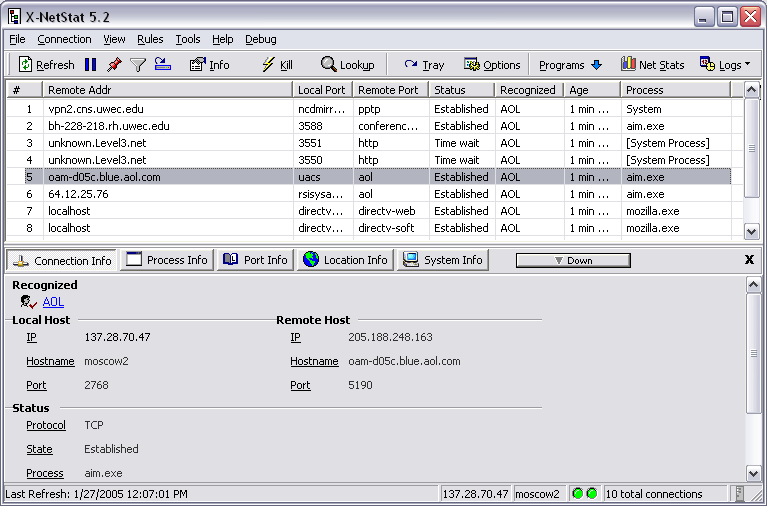 X-NetStat 5.2
File Connection View Rules Tools Help Debug
Refresh Info Kill Lookup Tray Options Programs Net Stats Logs
# Remote Addr Local Port Remote Port Status Recognized Age Process
1 vpn2.cns.uwec.edu ncdmirr... pptp Established AOL 1 min ... System
2 bh-228-218.rh.uwec.edu 3588 conferenc... Established AOL 1 min ... aim.exe
3 unknown.Level3.net 3551 http Time wait AOL 1 min ... [System Process]
4 unknown.Level3.net 3550 http Time wait AOL 1 min ... [System Process]
5 oam-d05c.blue.aol.com uacs aol Established AOL 1 min ... aim.exe
6 64.12.25.76 rsisysa... aol Established AOL 1 min ... aim.exe
7 localhost directv... directv-web Established AOL 1 min ... mozilla.exe
8 localhost directv... directv-soft Established AOL 1 min ... mozilla.exe
Connection Info Process Info Port Info Location Info System Info Down X
Recognized
AOL
Local Host Remote Host
IP 137.28.70.47 IP 205.188.248.163
Hostname moscow2 Hostname oam-d05c.blue.aol.com
Port 2768 Port 5190
Status
Protocol TCP
State Established
Process aim.exe
Last Refresh: 1/27/2005 12:07:01 PM 137.28.70.47 moscow2 10 total connections